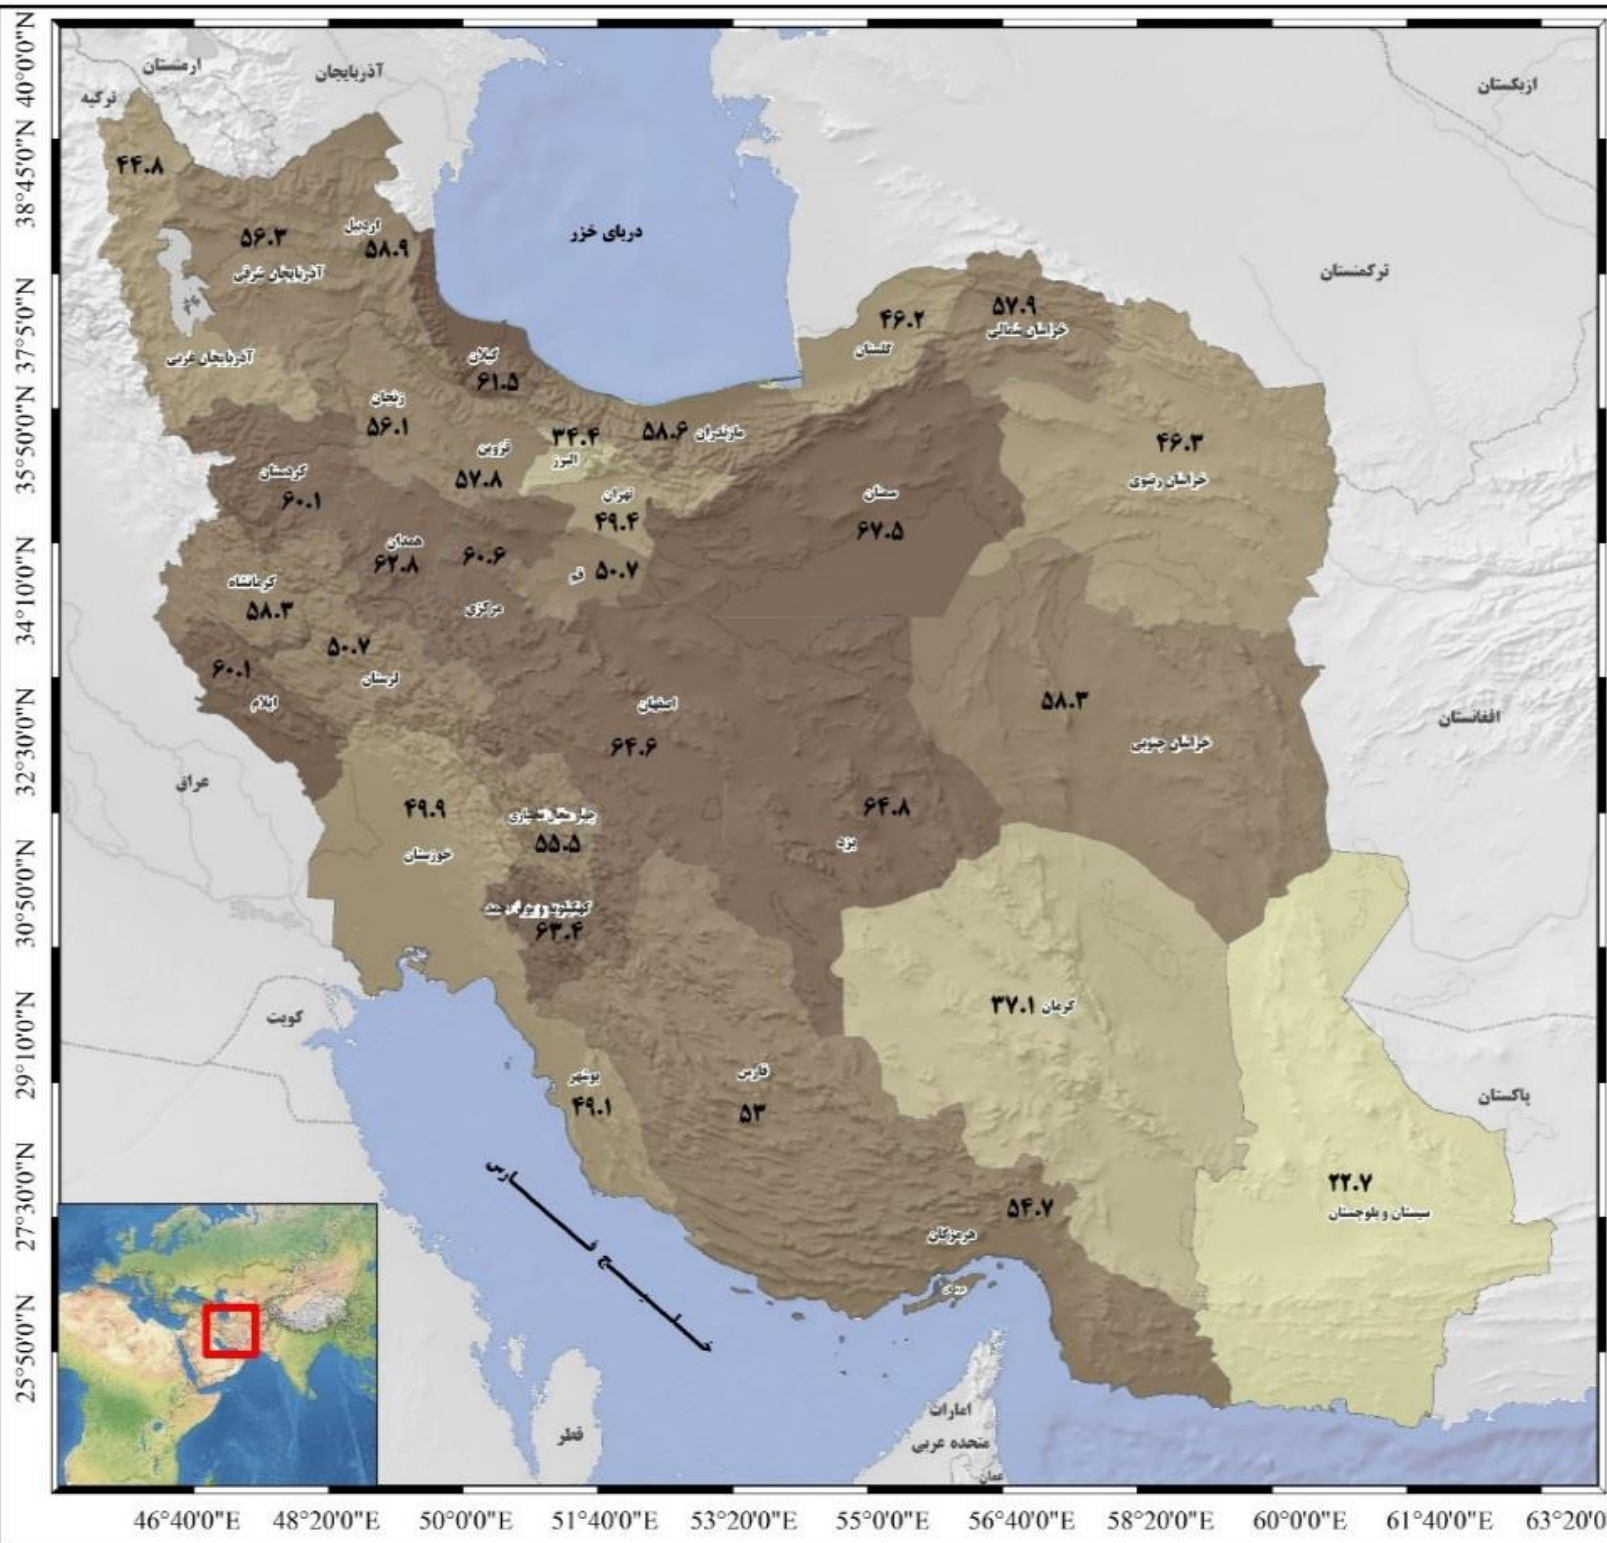 40°0'0"N
38°45'0"N
37°5'0"N
35°50'0"N
34°10'0"N
32°30'0"N
30°50'0"N
29°10'0"N
27°30'0"N
25°50'0"N
ارمنستان
آذربایجان
ترکیه
ازبکستان
۴۴.۸
اردبیل
۵۸.۹
۵۶.۳
آذربایجان شرقی
دریای خزر
ترکمنستان
۵۷.۹
خراسان شمالی
۴۶.۲
گلستان
آذربایجان غربی
گیلان
۶۱.۵
زنجان
۵۶.۱
قزوین
۵۷.۸
۳۴.۴
البرز
۵۸.۶ مازندران
۴۶.۳
خراسان رضوی
کردستان
۶۰.۱
تهران
۴۹.۴
سمنان
۶۷.۵
همدان
۶۲.۸
۶۰.۶
مرکزی
قم ۵۰.۷
کرمانشاه
۵۸.۳
۵۰.۷
لرستان
۶۰.۱
ایلام
اصفهان
۶۴.۶
۵۸.۳
خراسان جنوبی
افغانستان
عراق
۴۹.۹
خوزستان
۵۵.۵
۶۴.۸
یزد
۶۳.۴
۳۷.۱ کرمان
کویت
بوشهر
۴۹.۱
فارس
۵۳
پاکستان
خلیج فارس
۵۴.۷
هرمزگان
۲۲.۷
سیستان و بلوچستان
قطر
امارات
متحده عربی
عمان
46°40'0"E 48°20'0"E 50°0'0"E 51°40'0"E 53°20'0"E 55°0'0"E 56°40'0"E 58°20'0"E 60°0'0"E 61°40'0"E 63°20'0